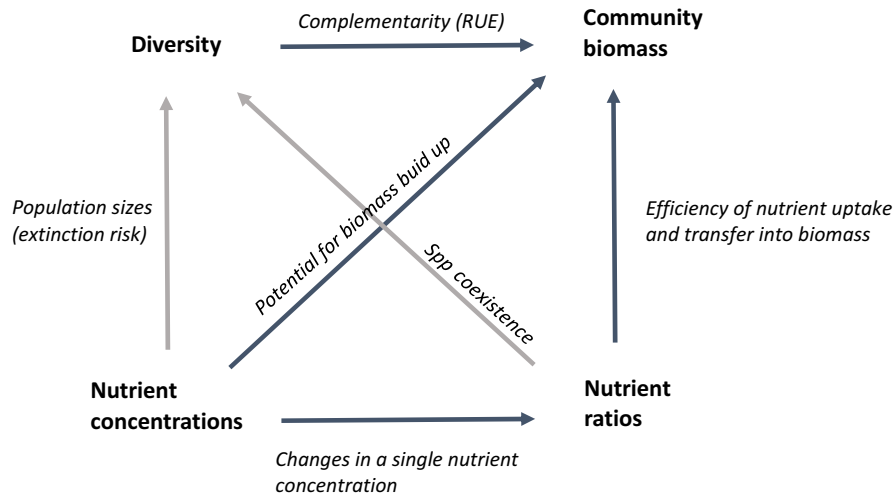 Complementarity (RUE)
Community
biomass
Diversity
Potential for biomass buid up
Population sizes
(extinction risk)
Efficiency of nutrient uptake
and transfer into biomass
Spp coexistence
Nutrient
concentrations
Nutrient
ratios
Changes in a single nutrient
concentration